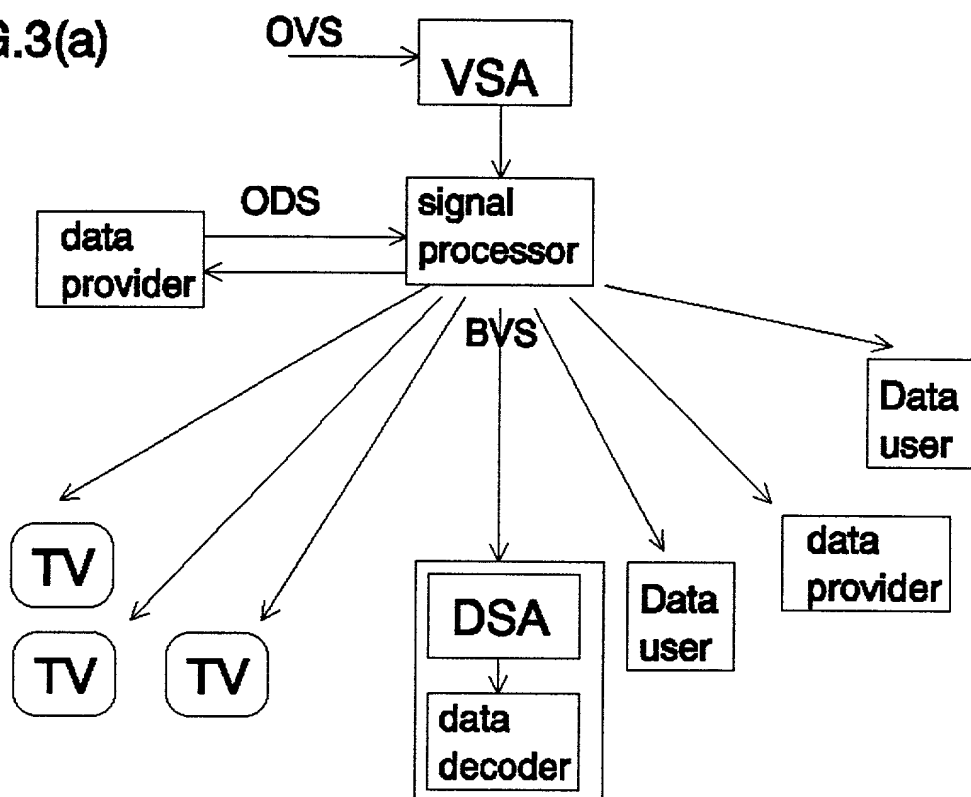 G.3(a)
OVS
VSA
ODS
signal
processor
data
provider
BVS
Data
user
TV
TV
TV
DSA
data
decoder
Data
user
data
provider